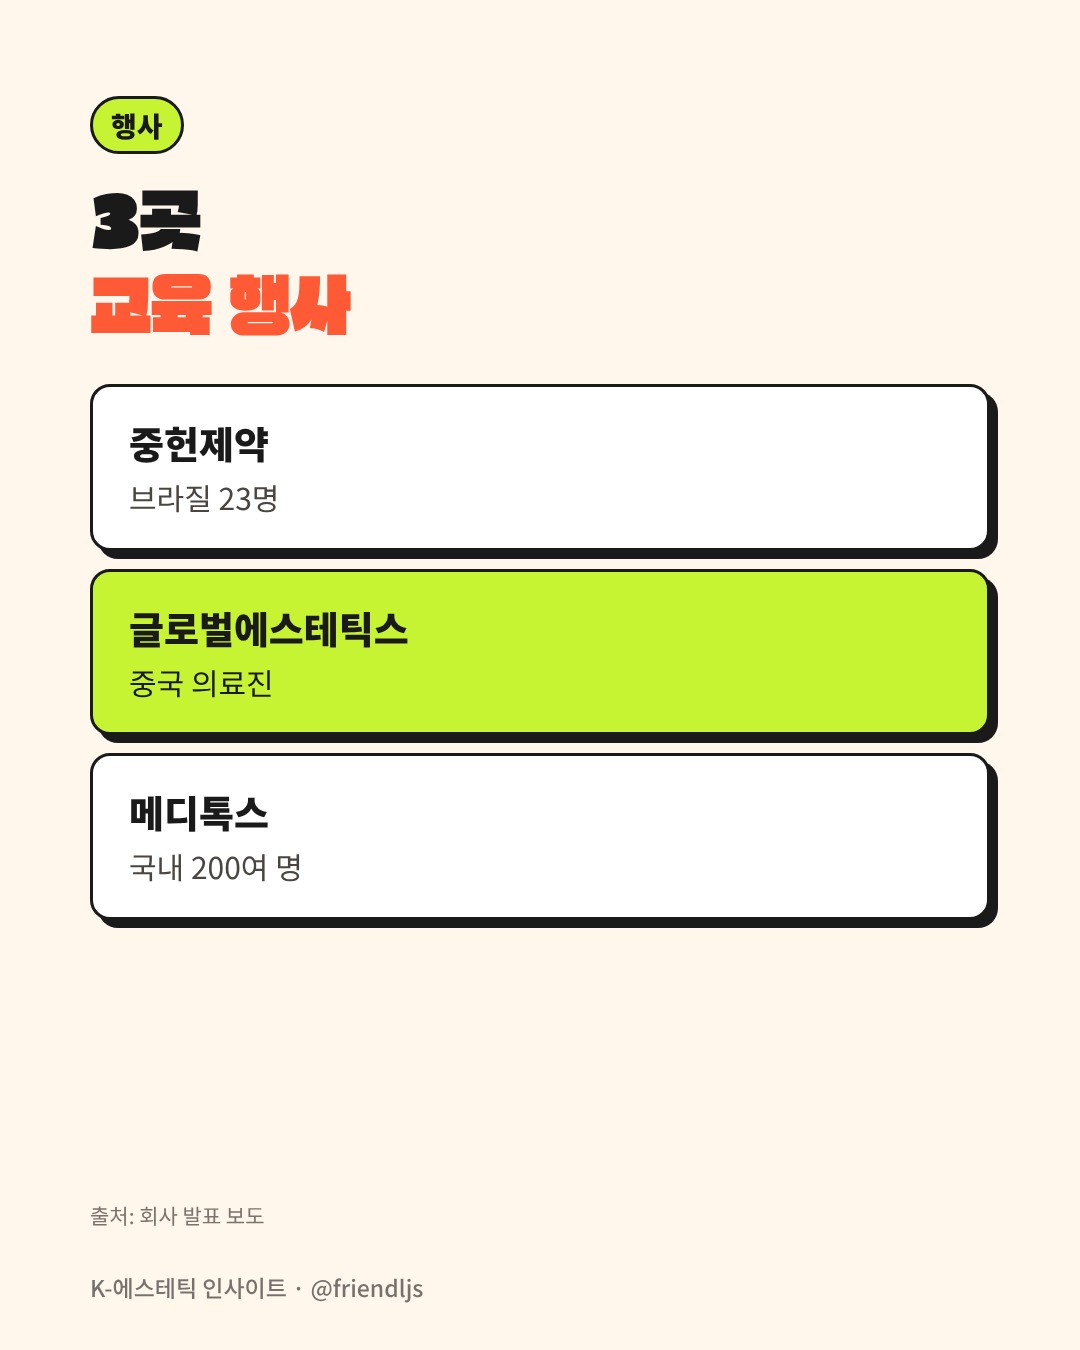 행사
3곳
교육 행사
중헌제약
브라질 23명
글로벌에스테틱스
중국 의료진
메디톡스
국내 200여 명
출처: 회사 발표 보도
K-에스테틱 인사이트 · @friendljs